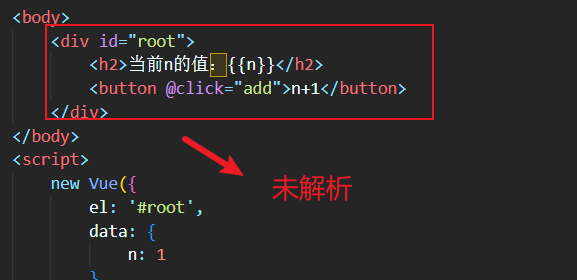 <body>
<div id="root">
<h2>当前n的值：{{n}}</h2>
<button @click="add">n+1</button>
</div>
</body>
<script>
未解析
new Vue({
el: '#root',
data: {
n: 1
}